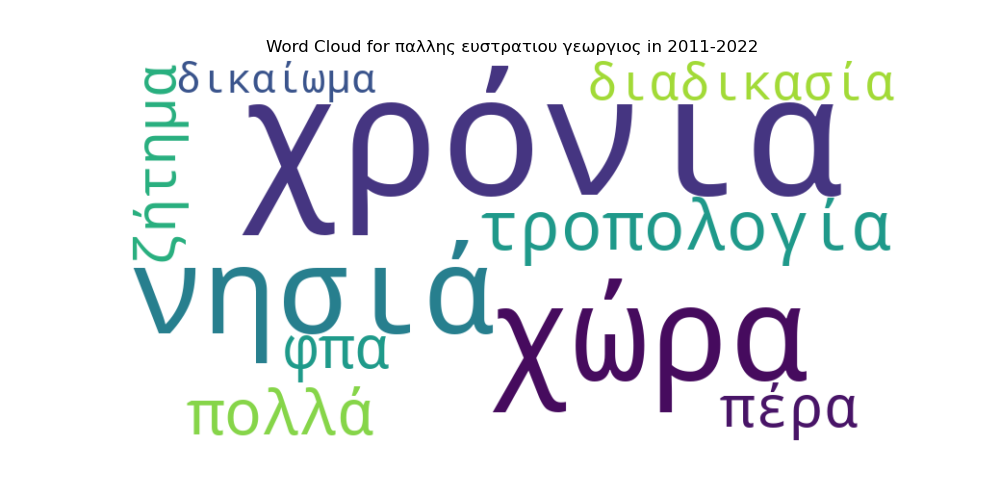 Word Cloud for παλλης ευστρατιου γεωργιος in 2011-2022
δικαίωμα
διαδικασία
ζήτημα
χρόνια
τροπολογία
νησιά
χώρα
φπα
πολλά
πέρα